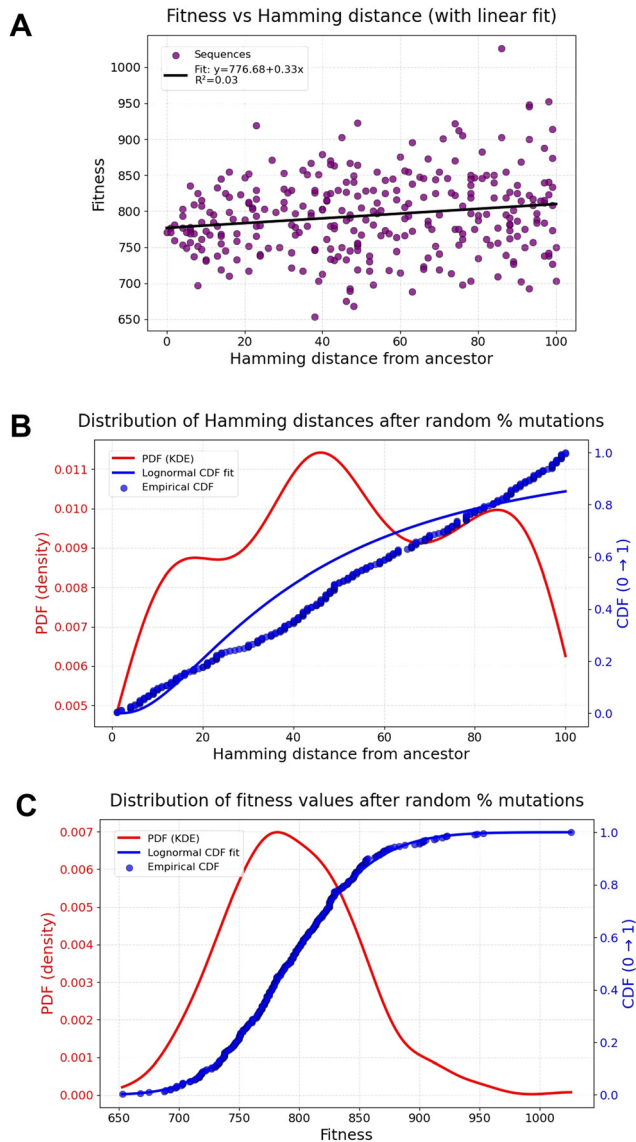 A
Fitness vs Hamming distance (with linear fit)
Sequences
Fit: y=776.68+0.33x
R²=0.03
1000
950
900
850
800
750
700
650
Fitness
0 20 40 60 80 100
Hamming distance from ancestor
B
Distribution of Hamming distances after random % mutations
PDF (KDE)
Lognormal CDF fit
Empirical CDF
0.011
0.010
0.009
0.008
0.007
0.006
0.005
PDF (density)
1.0
0.8
0.6
0.4
0.2
0.0
CDF (0 → 1)
0 20 40 60 80 100
Hamming distance from ancestor
C
Distribution of fitness values after random % mutations
PDF (KDE)
Lognormal CDF fit
Empirical CDF
0.007
0.006
0.005
0.004
0.003
0.002
0.001
0.000
PDF (density)
1.0
0.8
0.6
0.4
0.2
0.0
CDF (0 → 1)
650 700 750 800 850 900 950 1000
Fitness